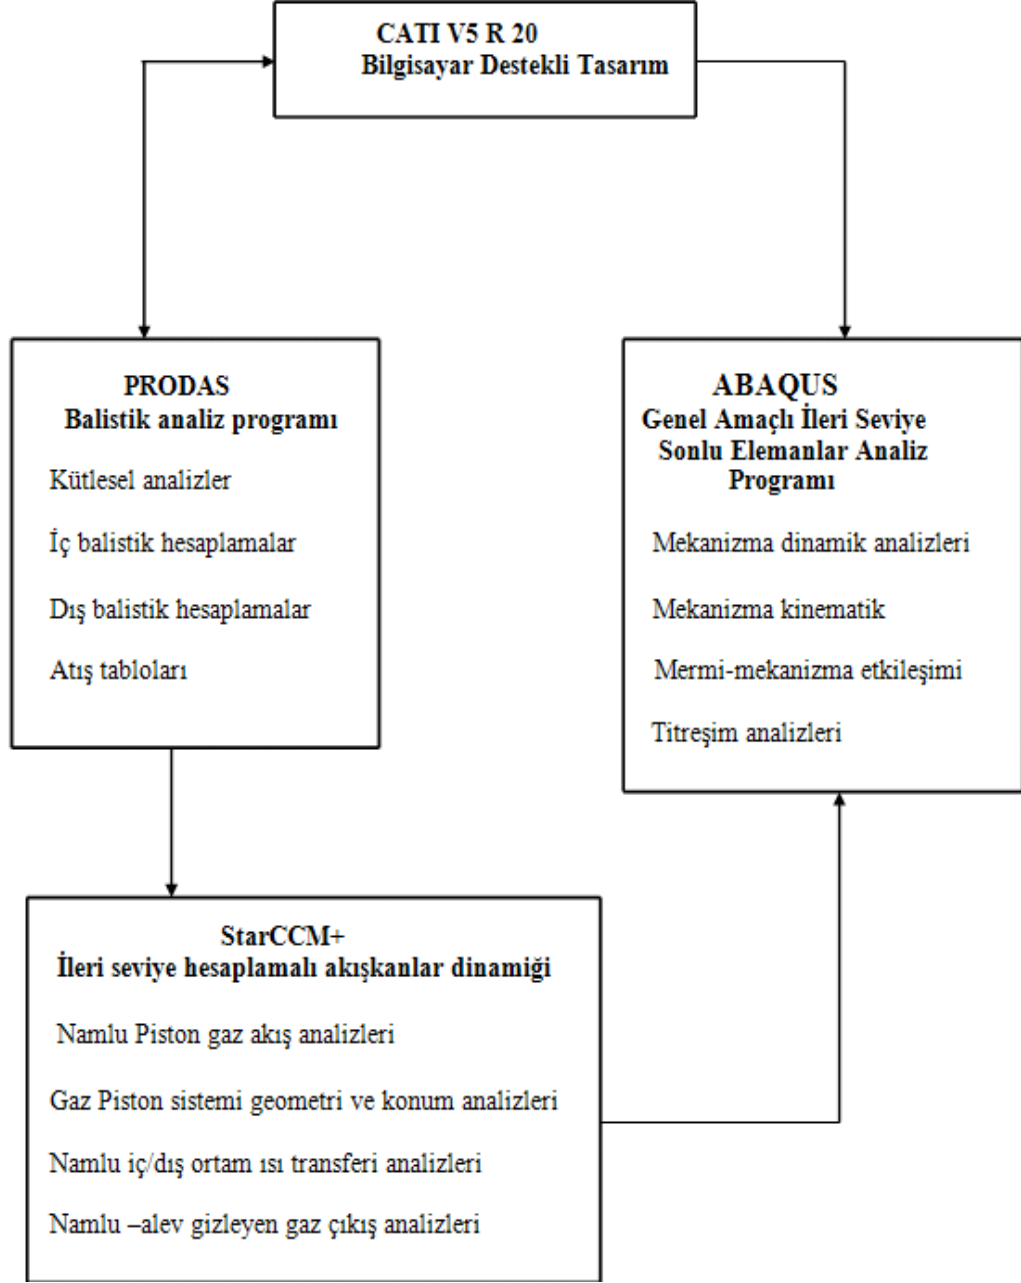 CATI V5 R 20
Bilgisayar Destekli Tasarım
PRODAS
Balistik analiz programı
Kütlesel analizler
İç balistik hesaplamalar
Dış balistik hesaplamalar
Atış tabloları
ABAQUS
Genel Amaçlı İleri Seviye
Sonlu Elemanlar Analiz
Programı
Mekanizma dinamik analizleri
Mekanizma kinematik
Mermi-mekanizma etkileşimi
Titreşim analizleri
StarCCM+
İleri seviye hesaplamalı akışkanlar dinamiği
Namlu Piston gaz akış analizleri
Gaz Piston sistemi geometri ve konum analizleri
Namlu iç/dış ortam ısı transferi analizleri
Namlu –alev gizleyen gaz çıkış analizleri